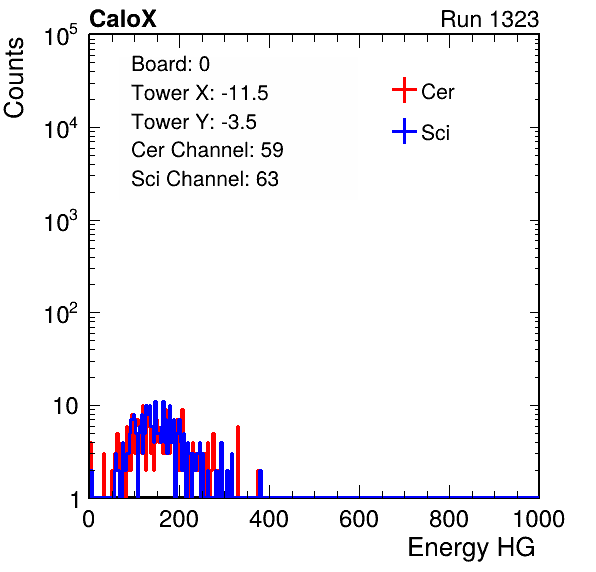 CaloX Run 1323
Counts
Board: 0
Tower X: -11.5
Tower Y: -3.5
Cer Channel: 59
Sci Channel: 63
Cer
Sci
10^5
10^4
10^3
10^2
10
1
0 200 400 600 800 1000
Energy HG